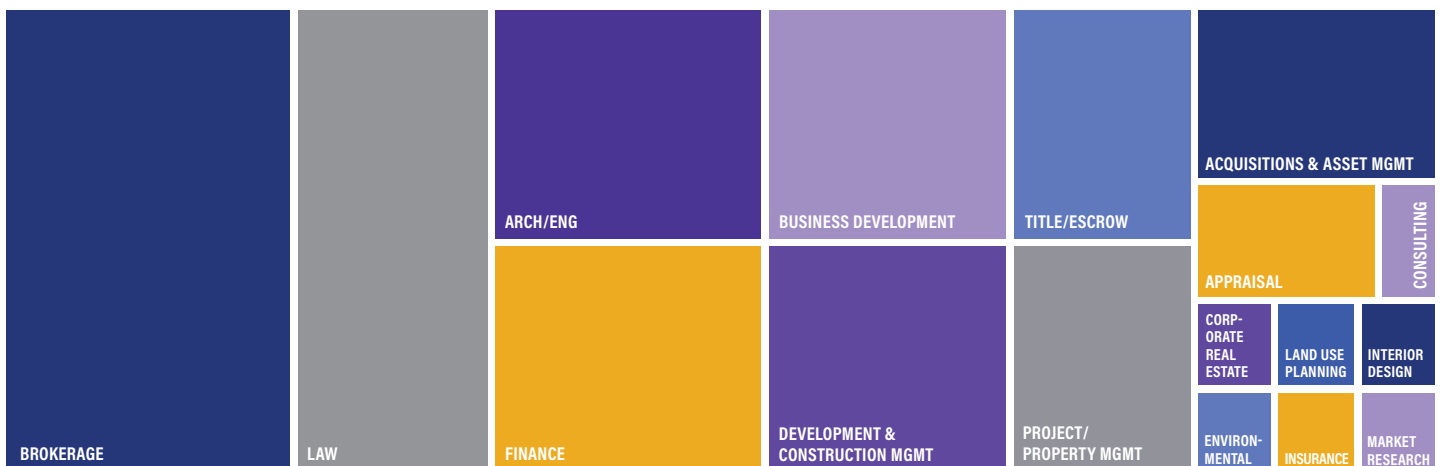 BROKERAGE
LAW
ARCH/ENG
FINANCE
BUSINESS DEVELOPMENT
DEVELOPMENT &
CONSTRUCTION MGMT
TITLE/ESCROW
PROJECT/
PROPERTY MGMT
ACQUISITIONS & ASSET MGMT
APPRAISAL
CONSULTING
CORP-
ORATE
REAL
ESTATE
LAND USE
PLANNING
INTERIOR
DESIGN
ENVIRON-
MENTAL
INSURANCE
MARKET
RESEARCH